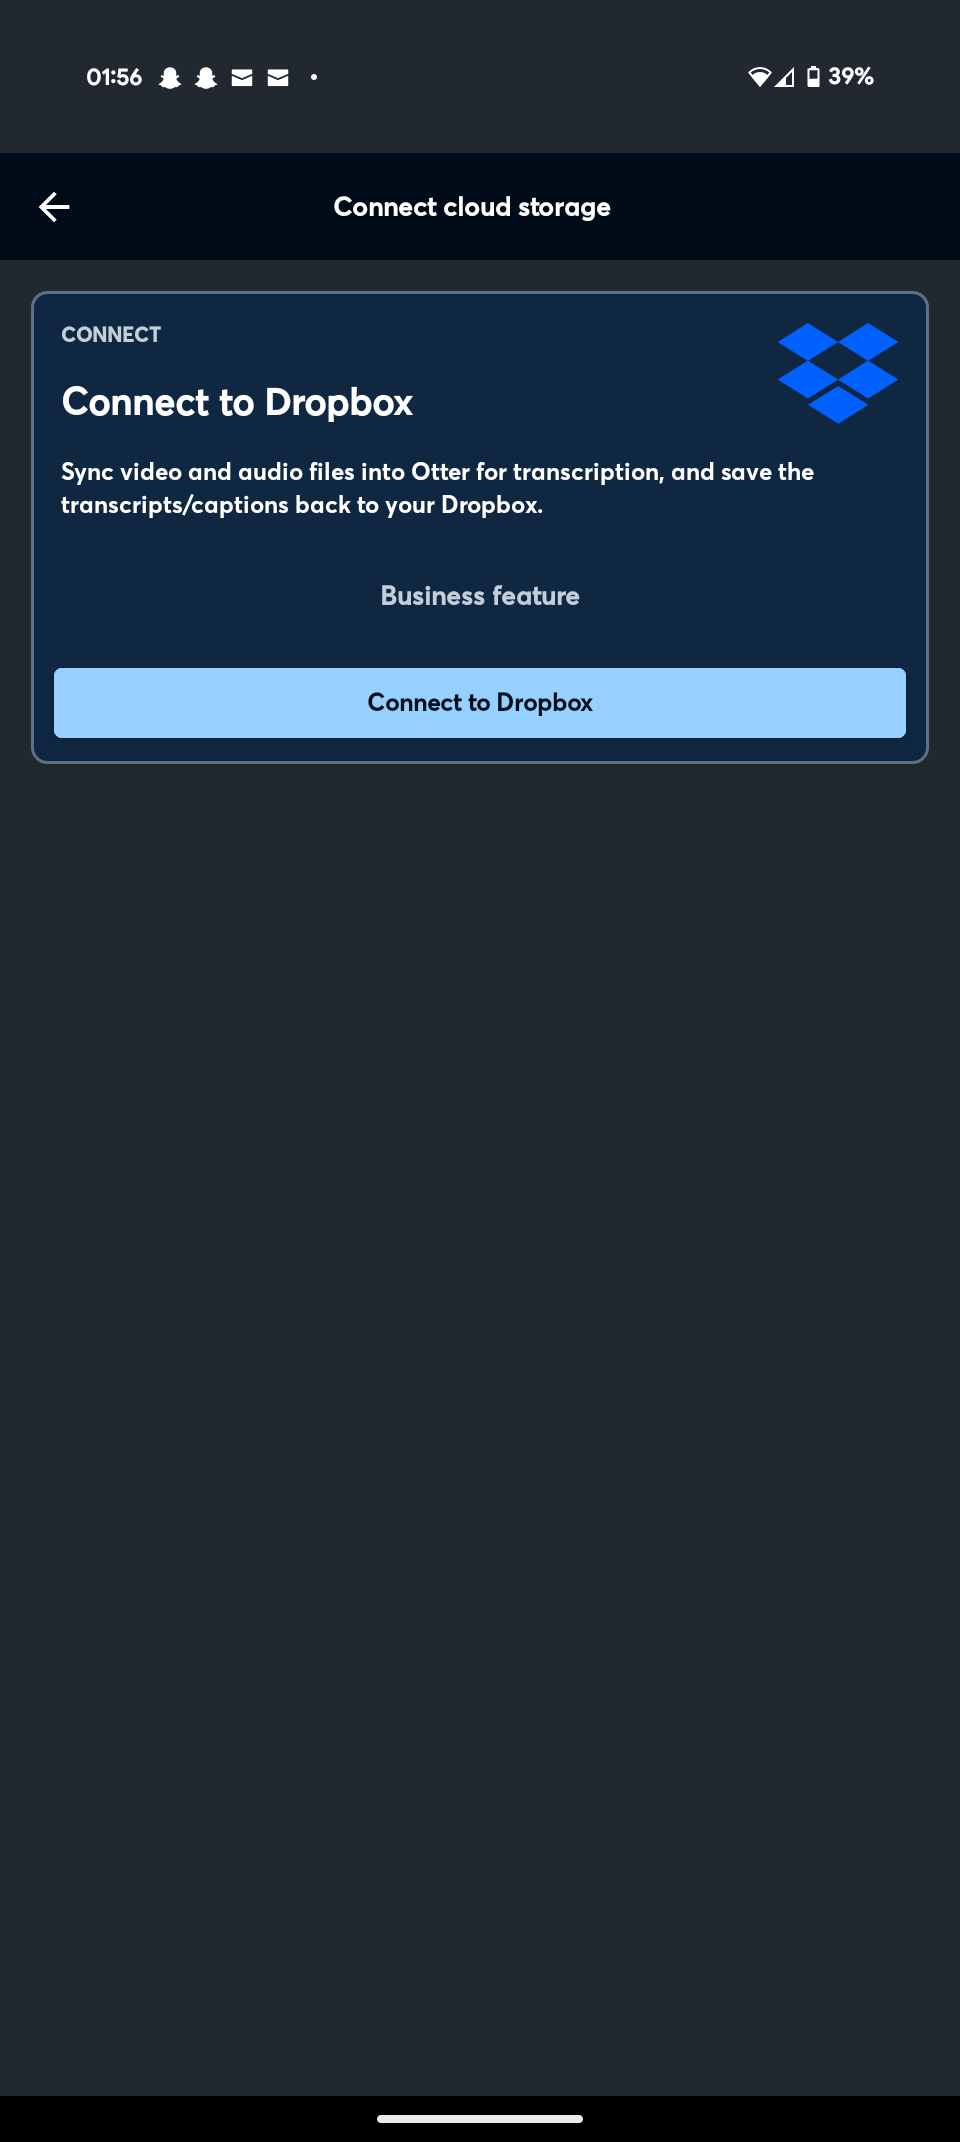 01:56
39%
Connect cloud storage
CONNECT
Connect to Dropbox
Sync video and audio files into Otter for transcription, and save the
transcripts/captions back to your Dropbox.
Business feature
Connect to Dropbox